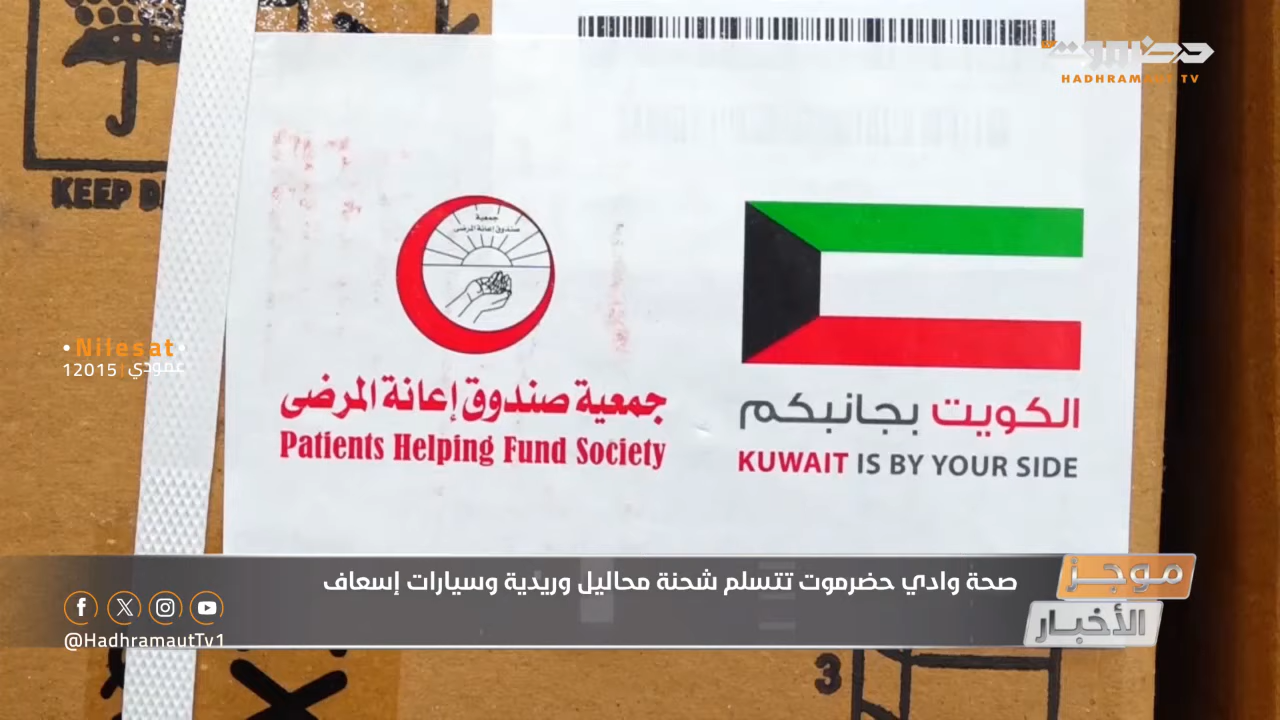 حضرموت
HADHRAMAUT TV
KEEP
جمعية
صندوق إعانة المرضى
جمعية صندوق إعانة المرضى
Patients Helping Fund Society
الكويت بجانبكم
KUWAIT IS BY YOUR SIDE
• Nilesat •
12015 | عمودي
صحة وادي حضرموت تتسلم شحنة محاليل وريدية وسيارات إسعاف
موجز
الأخبار
@HadhramautTv1
3